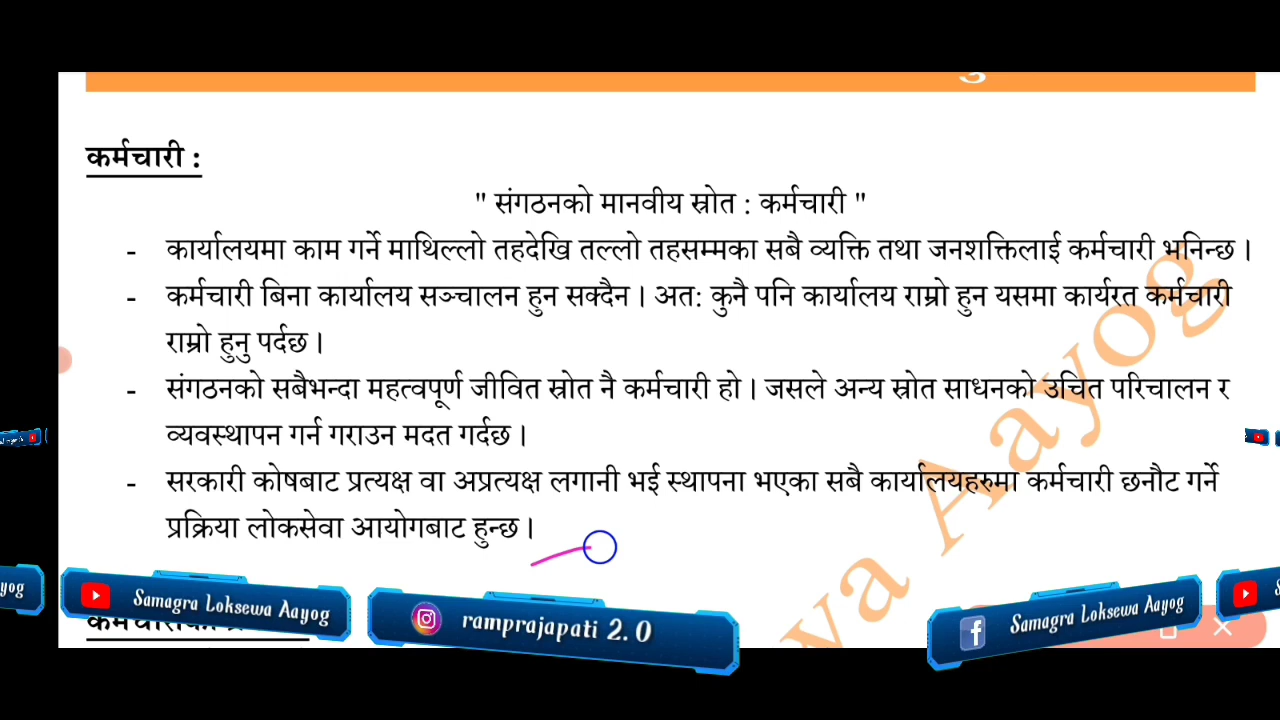 कर्मचारी :
" संगठनको मानवीय स्रोत : कर्मचारी "
- कार्यालयमा काम गर्ने माथिल्लो तहदेखि तल्लो तहसम्मका सबै व्यक्ति तथा जनशक्तिलाई कर्मचारी भनिन्छ ।
- कर्मचारी बिना कार्यालय सञ्चालन हुन सक्दैन । अत: कुनै पनि कार्यालय राम्रो हुन यसमा कार्यरत कर्मचारी
राम्रो हुनु पर्दछ ।
- संगठनको सबैभन्दा महत्वपूर्ण जीवित स्रोत नै कर्मचारी हो । जसले अन्य स्रोत साधनको उचित परिचालन र
व्यवस्थापन गर्न गराउन मदत गर्दछ ।
- सरकारी कोषबाट प्रत्यक्ष वा अप्रत्यक्ष लगानी भई स्थापना भएका सबै कार्यालयहरुमा कर्मचारी छनौट गर्ने
प्रक्रिया लोकसेवा आयोगबाट हुन्छ ।
va Aayog
yog
Samagra Loksewa Aayog
ramprajapati 2.0
Samagra Loksewa Aayog